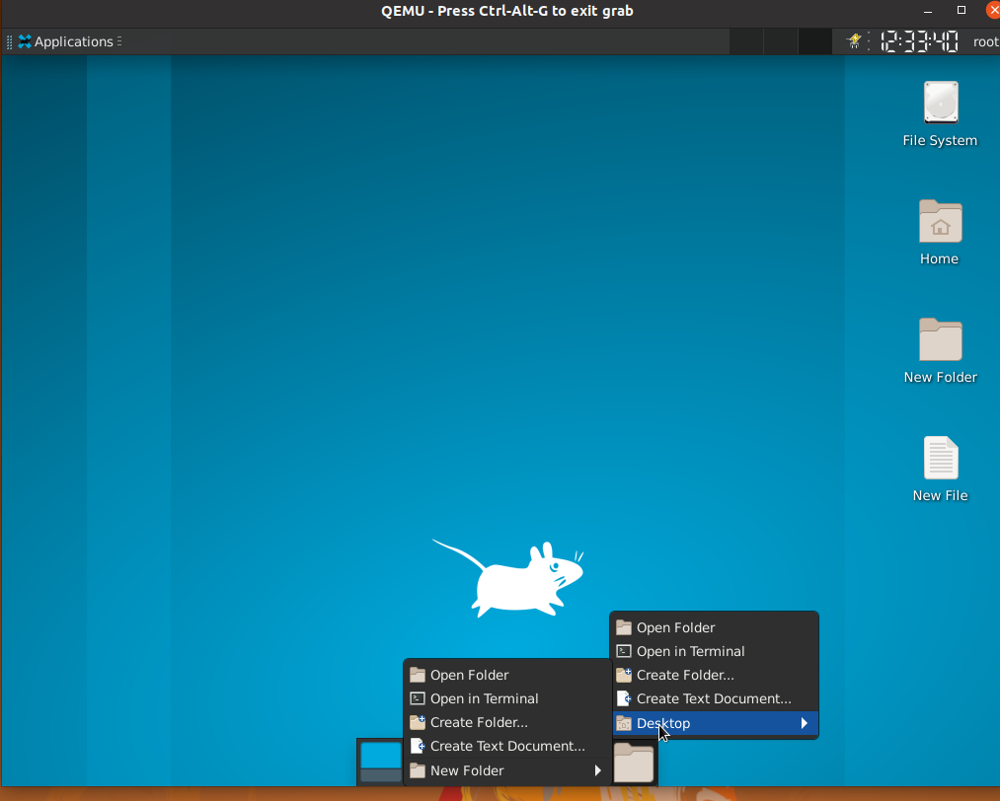 QEMU - Press Ctrl-Alt-G to exit grab
Applications
12:33:40
root
File System
Home
New Folder
New File
Open Folder
Open in Terminal
Create Folder...
Create Text Document...
Desktop
Open Folder
Open in Terminal
Create Folder...
Create Text Document...
New Folder